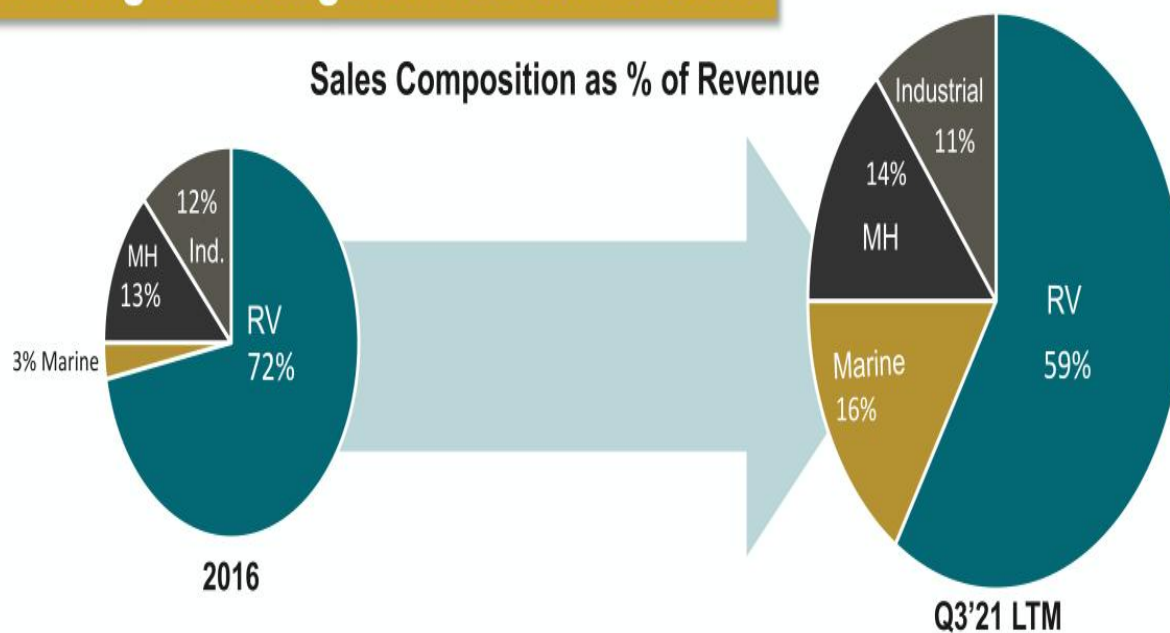 Sales Composition as % of Revenue
12%
Ind.
MH
13%
3% Marine
RV
72%
2016
Industrial
11%
14%
MH
RV
59%
Marine
16%
Q3’21 LTM